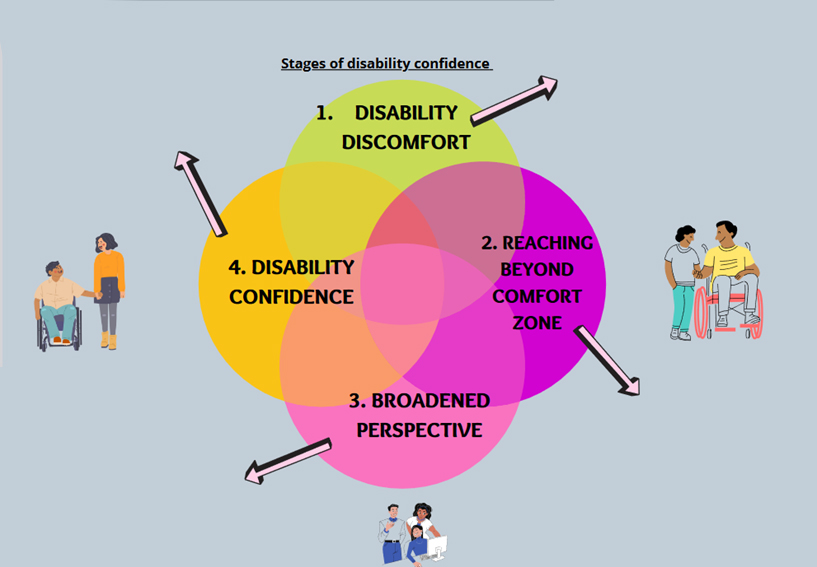 Stages of disability confidence
1. DISABILITY
DISCOMFORT
2. REACHING
BEYOND
COMFORT
ZONE
4. DISABILITY
CONFIDENCE
3. BROADENED
PERSPECTIVE